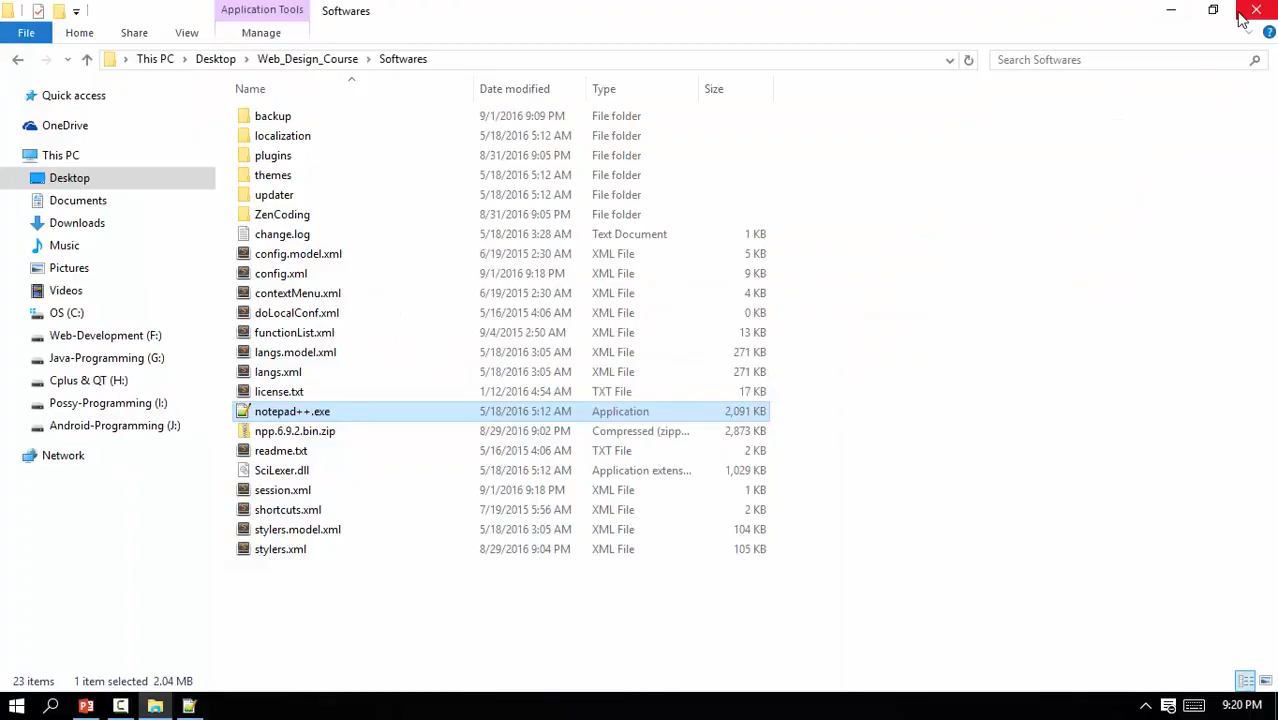 Application Tools Softwares
File Home Share View Manage
This PC Desktop Web_Design_Course Softwares Search Softwares
Name Date modified Type Size
Quick access
OneDrive
This PC
Desktop
Documents
Downloads
Music
Pictures
Videos
OS (C:)
Web-Development (F:)
Java-Programming (G:)
Cplus & QT (H:)
Possy-Programming (I:)
Android-Programming (J:)
Network
backup 9/1/2016 9:09 PM File folder
localization 5/18/2016 5:12 AM File folder
plugins 8/31/2016 9:05 PM File folder
themes 5/18/2016 5:12 AM File folder
updater 5/18/2016 5:12 AM File folder
ZenCoding 8/31/2016 9:05 PM File folder
change.log 5/18/2016 3:28 AM Text Document 1 KB
config.model.xml 6/19/2015 2:30 AM XML File 5 KB
config.xml 9/1/2016 9:18 PM XML File 9 KB
contextMenu.xml 6/19/2015 2:30 AM XML File 4 KB
doLocalConf.xml 5/16/2015 4:06 AM XML File 0 KB
functionList.xml 9/4/2015 2:50 AM XML File 13 KB
langs.model.xml 5/18/2016 3:05 AM XML File 271 KB
langs.xml 5/18/2016 3:05 AM XML File 271 KB
license.txt 1/12/2016 4:54 AM TXT File 17 KB
notepad++.exe 5/18/2016 5:12 AM Application 2,091 KB
npp.6.9.2.bin.zip 8/29/2016 9:02 PM Compressed (zipp... 2,873 KB
readme.txt 5/16/2015 4:06 AM TXT File 2 KB
SciLexer.dll 5/18/2016 5:12 AM Application extens... 1,029 KB
session.xml 9/1/2016 9:18 PM XML File 1 KB
shortcuts.xml 7/19/2015 5:56 AM XML File 2 KB
stylers.model.xml 5/18/2016 3:05 AM XML File 104 KB
stylers.xml 8/29/2016 9:04 PM XML File 105 KB
23 items 1 item selected 2.04 MB
9:20 PM